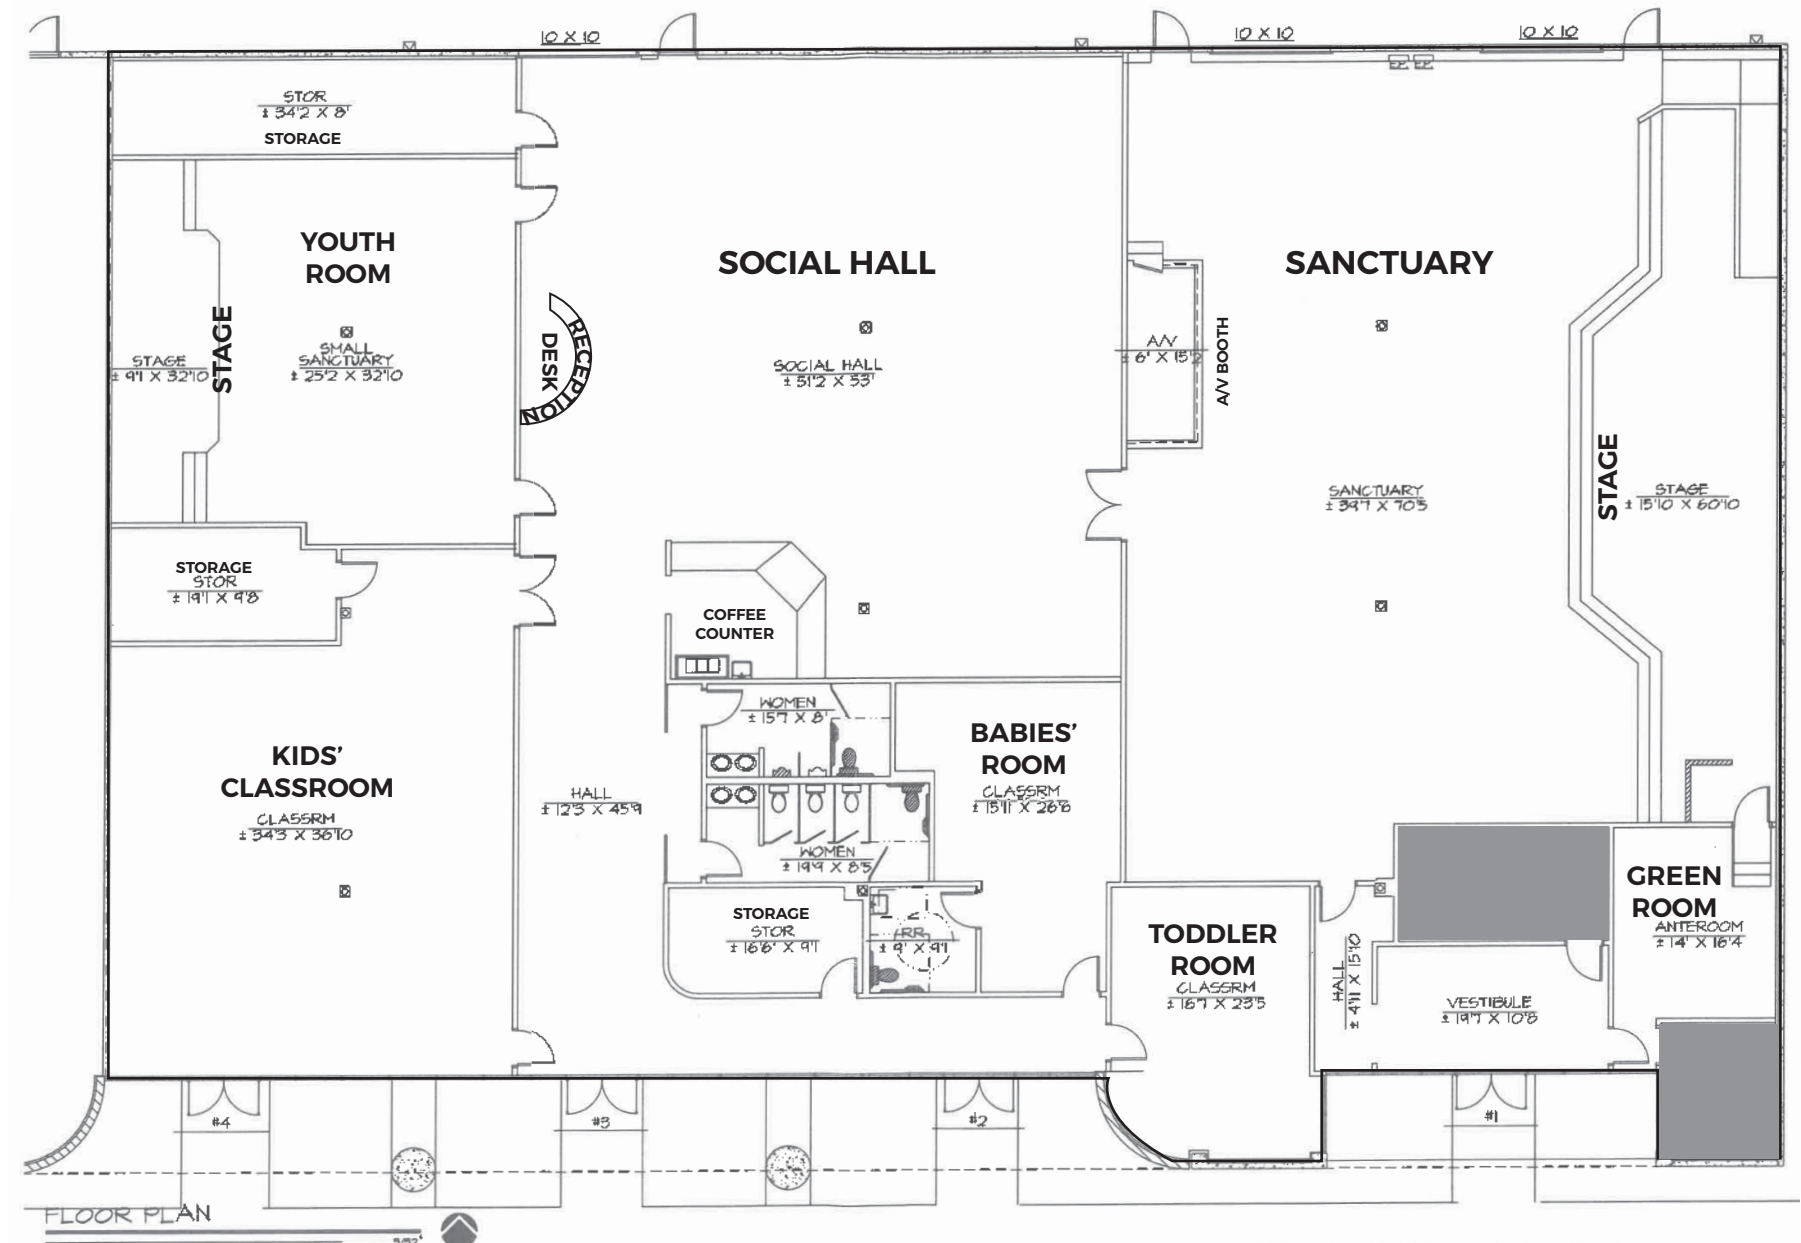 10 X 10
10 X 10
10 X 10
EP EP
STOR
± 34'2 X 8'
STORAGE
YOUTH
ROOM
STAGE
STAGE
± 9'1 X 32'10
SMALL
SANCTUARY
± 25'2 X 32'10
RECEPTION
DESK
SOCIAL HALL
SOCIAL HALL
± 51'2 X 53'
SANCTUARY
A/V
± 6' X 15'2
A/V BOOTH
SANCTUARY
± 39'7 X 70'5
STAGE
STAGE
± 15'10 X 60'10
STORAGE
STOR
± 19'1 X 9'8
COFFEE
COUNTER
KIDS'
CLASSROOM
CLASSRM
± 34'3 X 36'10
HALL
± 12'3 X 45'9
WOMEN
± 15'7 X 8'
WOMEN
± 19'9 X 8'5
BABIES'
ROOM
CLASSRM
± 15'11 X 26'8
STORAGE
STOR
± 16'6" X 9'1
RR
± 9' X 9'1
TODDLER
ROOM
CLASSRM
± 16'7 X 23'5
HALL
± 4'11 X 15'10
VESTIBULE
± 19'7 X 10'8
GREEN
ROOM
ANTEROOM
± 14' X 16'4
#4
#3
#2
#1
FLOOR PLAN